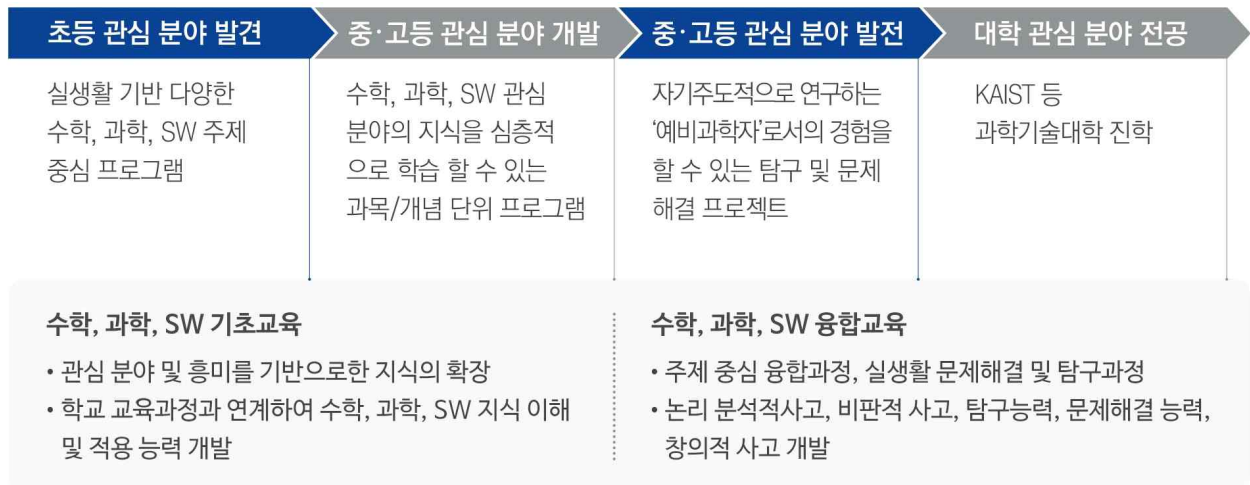 초등 관심 분야 발견
중·고등 관심 분야 개발
중·고등 관심 분야 발전
대학 관심 분야 전공
실생활 기반 다양한
수학, 과학, SW 주제
중심 프로그램
수학, 과학, SW 관심
분야의 지식을 심층적
으로 학습 할 수 있는
과목/개념 단위 프로그램
자기주도적으로 연구하는
‘예비과학자’로서의 경험을
할 수 있는 탐구 및 문제
해결 프로젝트
KAIST 등
과학기술대학 진학
수학, 과학, SW 기초교육
• 관심 분야 및 흥미를 기반으로한 지식의 확장
• 학교 교육과정과 연계하여 수학, 과학, SW 지식 이해
및 적용 능력 개발
수학, 과학, SW 융합교육
• 주제 중심 융합과정, 실생활 문제해결 및 탐구과정
• 논리 분석적사고, 비판적 사고, 탐구능력, 문제해결 능력,
창의적 사고 개발